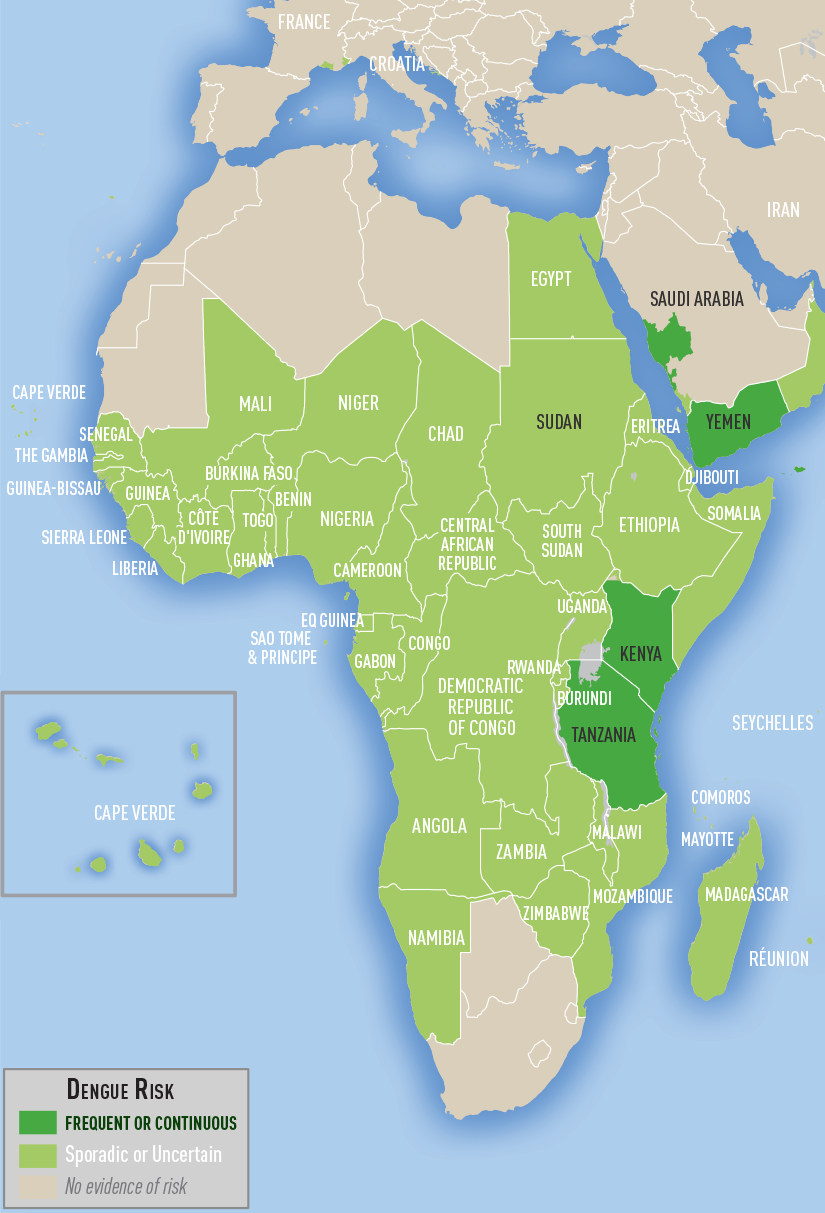 FRANCE
CROATIA
IRAN
EGYPT
SAUDI ARABIA
CAPE VERDE
MALI
NIGER
CHAD
SUDAN
ERITREA
YEMEN
SENEGAL
THE GAMBIA
GUINEA-BISSAU
GUINEA
BURKINA FASO
BENIN
DJIBOUTI
SOMALIA
SIERRA LEONE
CÔTE
D'IVOIRE
TOGO
NIGERIA
CENTRAL
AFRICAN
REPUBLIC
SOUTH
SUDAN
ETHIOPIA
LIBERIA
GHANA
CAMEROON
UGANDA
EQ GUINEA
SAO TOME
& PRINCIPE
GABON
CONGO
RWANDA
KENYA
DEMOCRATIC
REPUBLIC
OF CONGO
BURUNDI
TANZANIA
SEYCHELLES
CAPE VERDE
COMOROS
ANGOLA
ZAMBIA
MALAWI
MAYOTTE
MOZAMBIQUE
MADAGASCAR
ZIMBABWE
NAMIBIA
RÉUNION
DENGUE RISK
FREQUENT OR CONTINUOUS
Sporadic or Uncertain
No evidence of risk